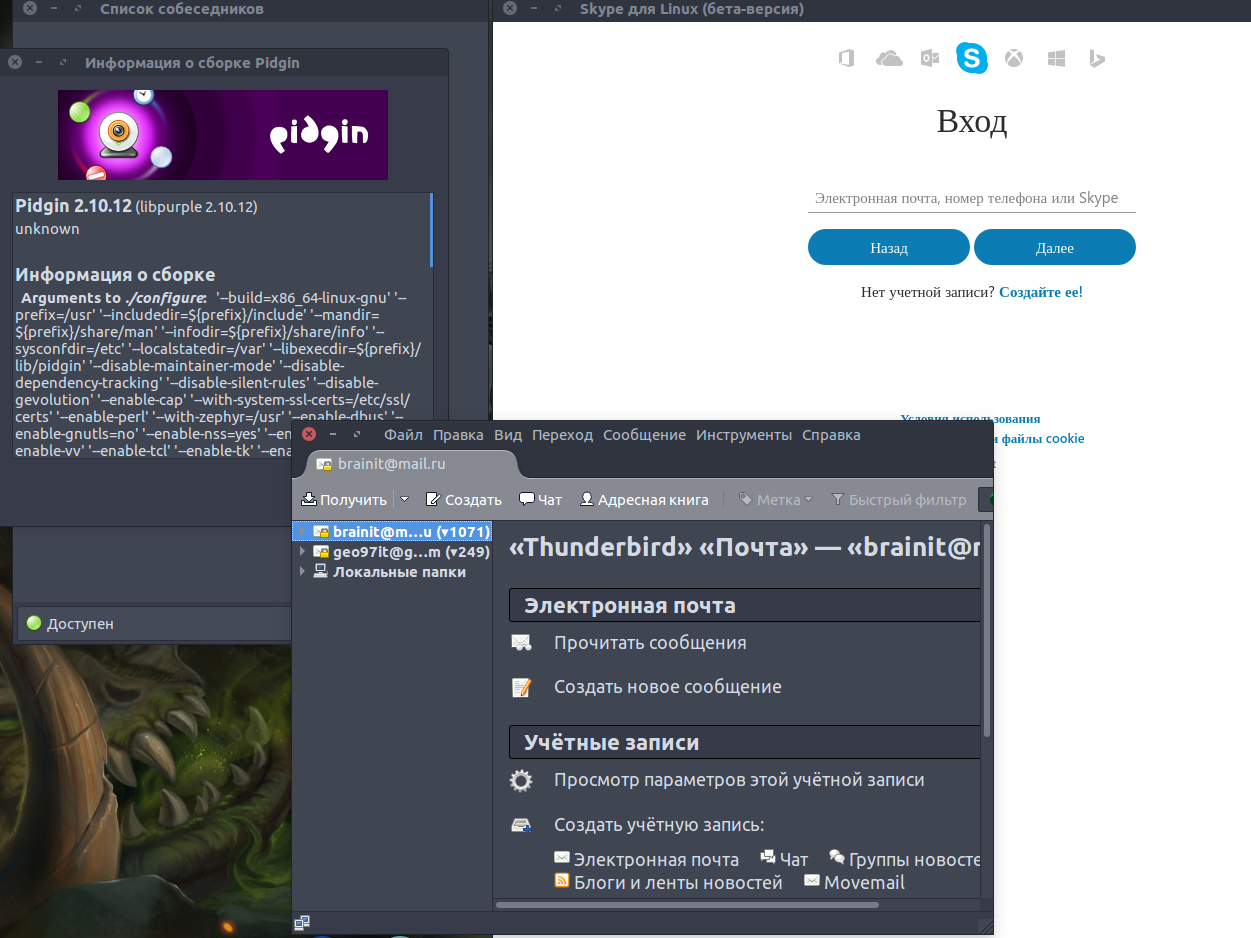 Список собеседников
Информация о сборке Pidgin
pidgin
Pidgin 2.10.12 (libpurple 2.10.12)
unknown
Информация о сборке
Arguments to ./configure: '--build=x86_64-linux-gnu' '--
prefix=/usr' '--includedir=${prefix}/include' '--mandir=
${prefix}/share/man' '--infodir=${prefix}/share/info' '--
sysconfdir=/etc' '--localstatedir=/var' '--libexecdir=${prefix}/
lib/pidgin' '--disable-maintainer-mode' '--disable-
dependency-tracking' '--disable-silent-rules' '--disable-
gevolution' '--enable-cap' '--with-system-ssl-certs=/etc/ssl/
certs' '--enable-perl' '--with-zephyr=/usr' '--enable-dbus' '--
enable-gnutls=no' '--enable-nss=yes' '--en
enable-vv' '--enable-tcl' '--enable-tk' '--ena
Доступен
Skype для Linux (бета-версия)
Вход
Электронная почта, номер телефона или Skype
Назад Далее
Нет учетной записи? Создайте ее!
Условия использования
и файлы cookie
Файл Правка Вид Переход Сообщение Инструменты Справка
brainit@mail.ru
Получить Создать Чат Адресная книга Метка Быстрый фильтр
brainit@m...u (▾1071)
geo97it@g...m (▾249)
Локальные папки
«Thunderbird» «Почта» — «brainit@m
Электронная почта
Прочитать сообщения
Создать новое сообщение
Учётные записи
Просмотр параметров этой учётной записи
Создать учётную запись:
Электронная почта Чат Группы новосте
Блоги и ленты новостей Movemail